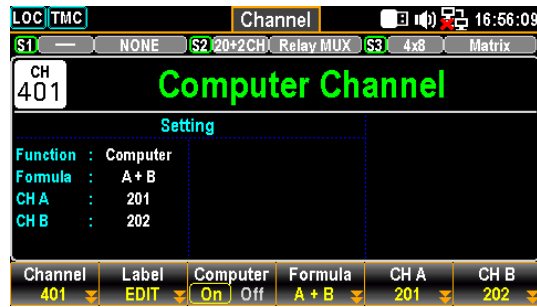 LOC TMC Channel 16:56:09
S1 — NONE S2 20+2CH Relay MUX S3 4x8 Matrix
CH
401 Computer Channel
Setting
Function : Computer
Formula : A + B
CH A : 201
CH B : 202
Channel Label Computer Formula CH A CH B
401 EDIT On Off A + B 201 202